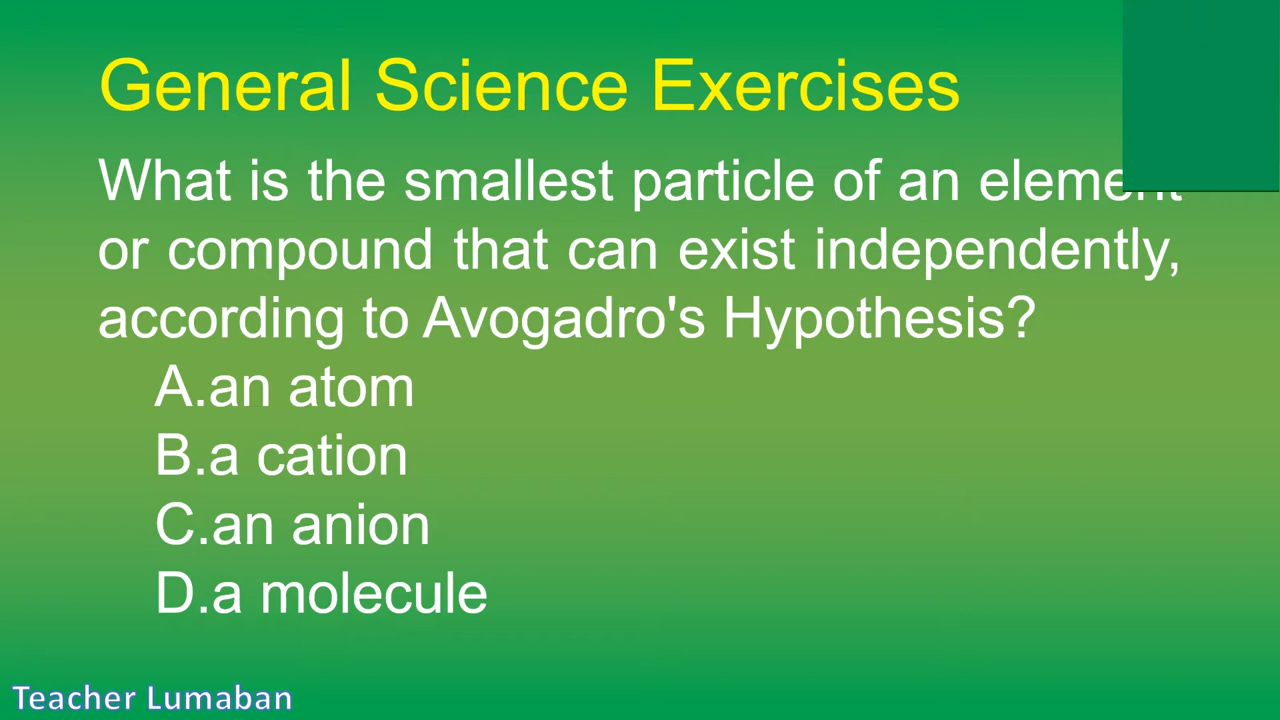 General Science Exercises
What is the smallest particle of an element
or compound that can exist independently,
according to Avogadro's Hypothesis?
A.an atom
B.a cation
C.an anion
D.a molecule
Teacher Lumaban